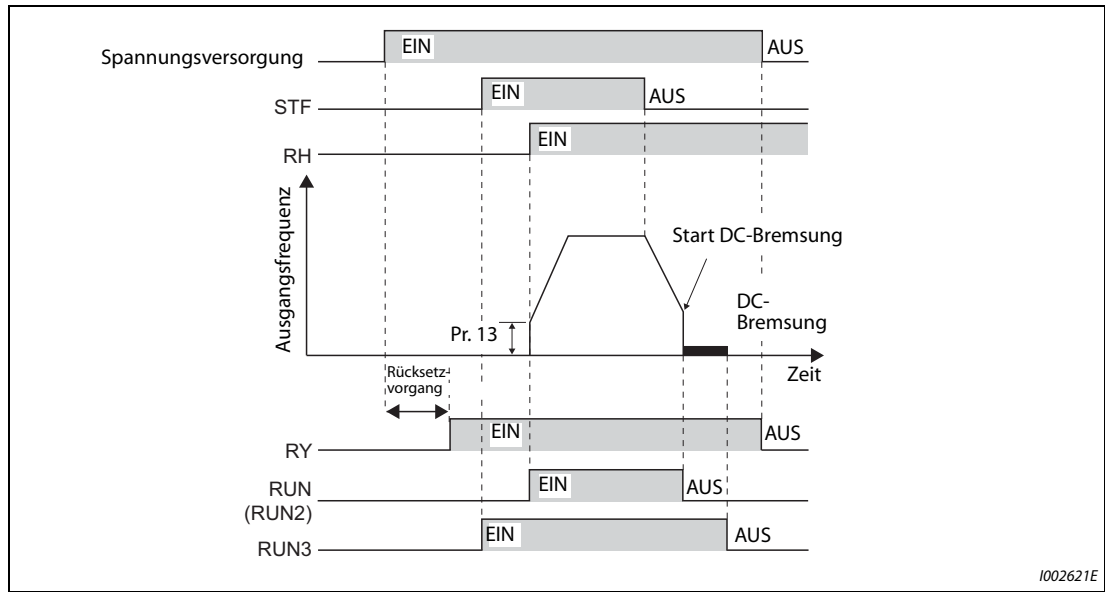 Spannungsversorgung
EIN
AUS
STF
EIN
AUS
RH
EIN
Ausgangsfrequenz
Start DC-Bremsung
Pr. 13
DC-
Bremsung
Zeit
Rücksetz-
vorgang
RY
EIN
AUS
RUN
(RUN2)
EIN
AUS
RUN3
EIN
AUS
I002621E